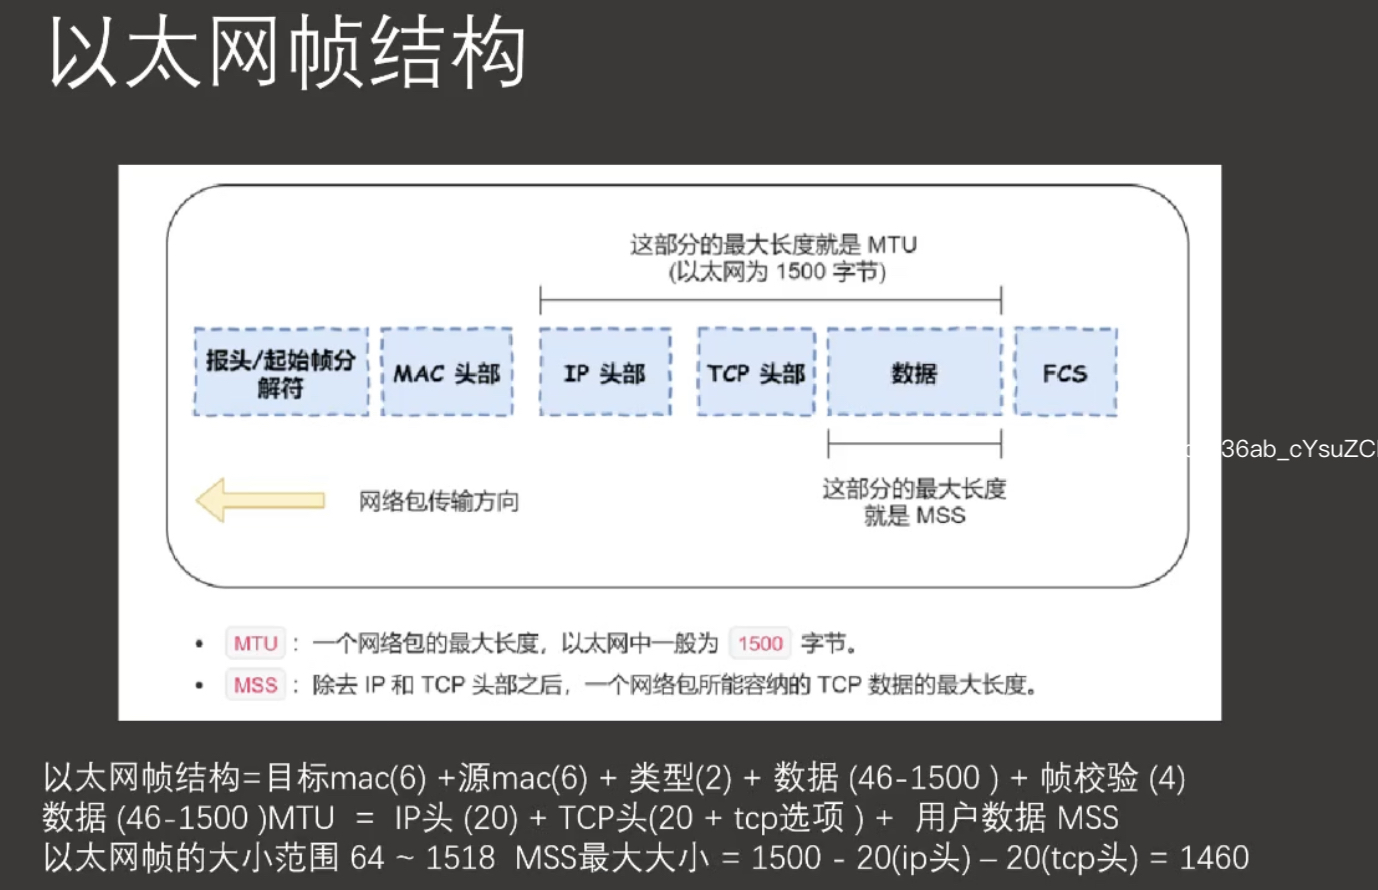 以太网帧结构
这部分的最大长度就是 MTU
(以太网为 1500 字节)
报头/起始帧分
解符
MAC 头部
IP 头部
TCP 头部
数据
FCS
36ab_cYsuZC
网络包传输方向
这部分的最大长度
就是 MSS
• MTU : 一个网络包的最大长度，以太网中一般为 1500 字节。
• MSS : 除去 IP 和 TCP 头部之后，一个网络包所能容纳的 TCP 数据的最大长度。
以太网帧结构=目标mac(6) +源mac(6) + 类型(2) + 数据 (46-1500 ) + 帧校验 (4)
数据 (46-1500 )MTU = IP头 (20) + TCP头(20 + tcp选项 ) + 用户数据 MSS
以太网帧的大小范围 64 ~ 1518 MSS最大大小 = 1500 - 20(ip头) – 20(tcp头) = 1460